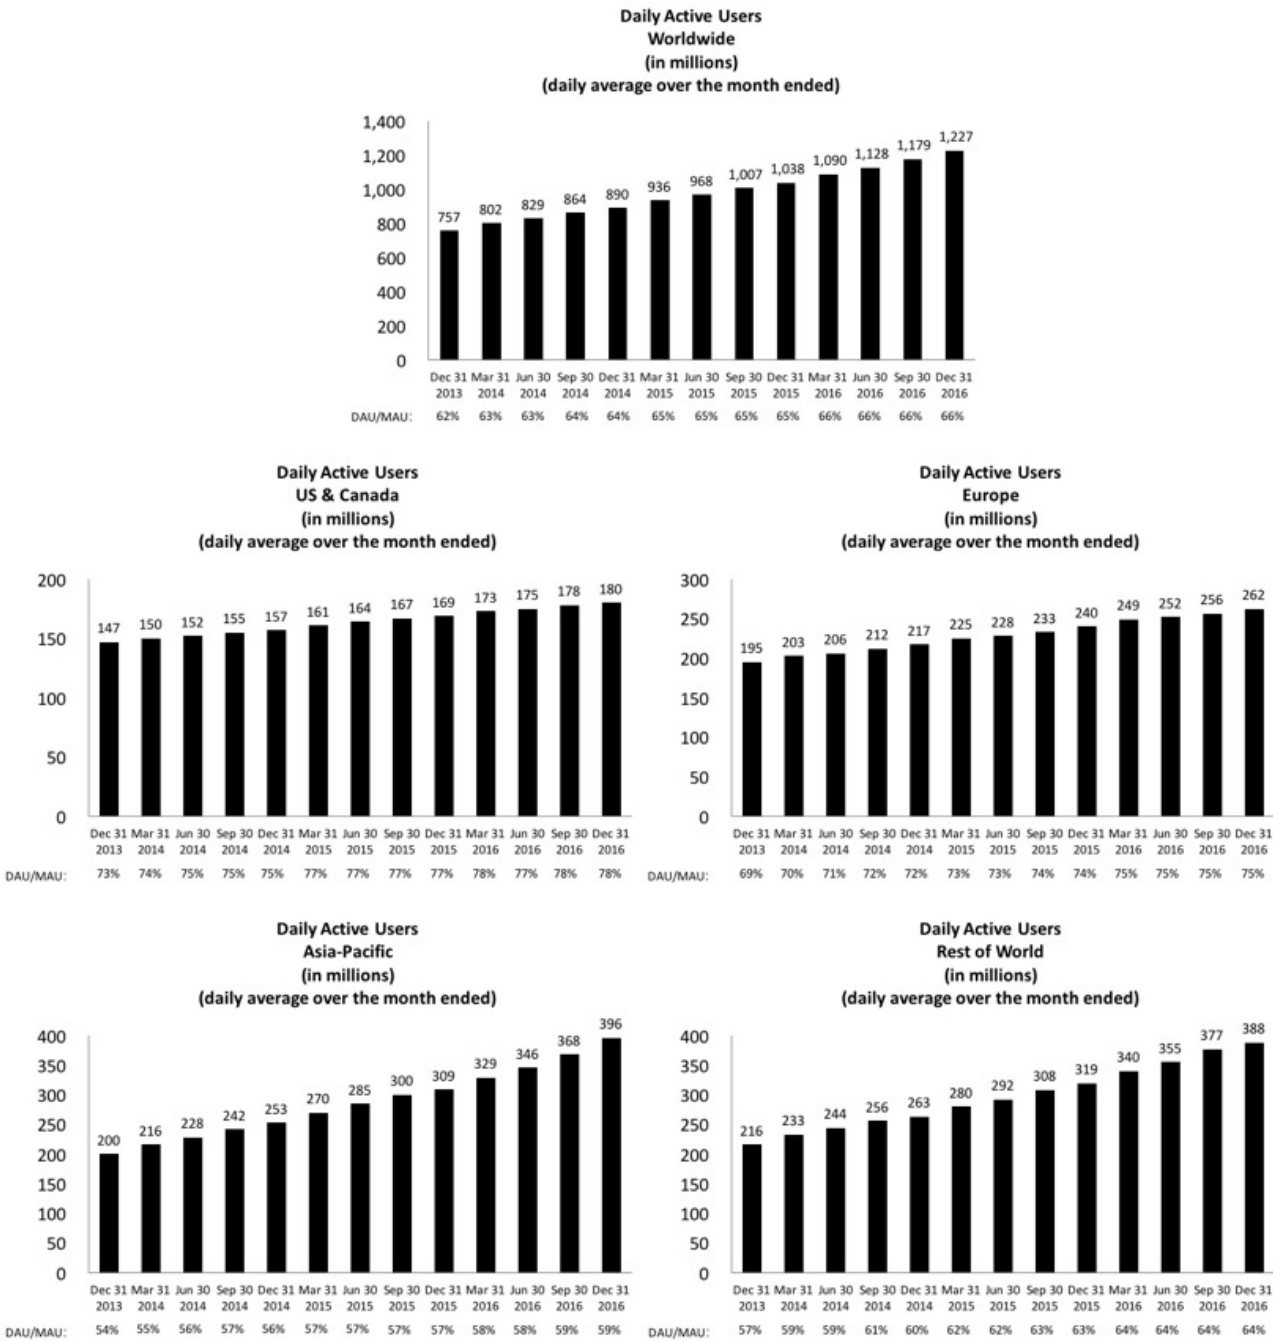 Daily Active Users
Worldwide
(in millions)
(daily average over the month ended)
1,400
1,200
1,000
800
600
400
200
0
757 802 829 864 890 936 968 1,007 1,038 1,090 1,128 1,179 1,227
Dec 31 Mar 31 Jun 30 Sep 30 Dec 31 Mar 31 Jun 30 Sep 30 Dec 31 Mar 31 Jun 30 Sep 30 Dec 31
2013 2014 2014 2014 2014 2015 2015 2015 2015 2016 2016 2016 2016
DAU/MAU: 62% 63% 63% 64% 64% 65% 65% 65% 65% 66% 66% 66% 66%
Daily Active Users
US & Canada
(in millions)
(daily average over the month ended)
200
150
100
50
0
147 150 152 155 157 161 164 167 169 173 175 178 180
Dec 31 Mar 31 Jun 30 Sep 30 Dec 31 Mar 31 Jun 30 Sep 30 Dec 31 Mar 31 Jun 30 Sep 30 Dec 31
2013 2014 2014 2014 2014 2015 2015 2015 2015 2016 2016 2016 2016
DAU/MAU: 73% 74% 75% 75% 75% 77% 77% 77% 77% 78% 77% 78% 78%
Daily Active Users
Europe
(in millions)
(daily average over the month ended)
300
250
200
150
100
50
0
195 203 206 212 217 225 228 233 240 249 252 256 262
Dec 31 Mar 31 Jun 30 Sep 30 Dec 31 Mar 31 Jun 30 Sep 30 Dec 31 Mar 31 Jun 30 Sep 30 Dec 31
2013 2014 2014 2014 2014 2015 2015 2015 2015 2016 2016 2016 2016
DAU/MAU: 69% 70% 71% 72% 72% 73% 73% 74% 74% 75% 75% 75% 75%
Daily Active Users
Asia-Pacific
(in millions)
(daily average over the month ended)
400
350
300
250
200
150
100
50
0
200 216 228 242 253 270 285 300 309 329 346 368 396
Dec 31 Mar 31 Jun 30 Sep 30 Dec 31 Mar 31 Jun 30 Sep 30 Dec 31 Mar 31 Jun 30 Sep 30 Dec 31
2013 2014 2014 2014 2014 2015 2015 2015 2015 2016 2016 2016 2016
DAU/MAU: 54% 55% 56% 57% 56% 57% 57% 57% 57% 58% 58% 59% 59%
Daily Active Users
Rest of World
(in millions)
(daily average over the month ended)
400
350
300
250
200
150
100
50
0
216 233 244 256 263 280 292 308 319 340 355 377 388
Dec 31 Mar 31 Jun 30 Sep 30 Dec 31 Mar 31 Jun 30 Sep 30 Dec 31 Mar 31 Jun 30 Sep 30 Dec 31
2013 2014 2014 2014 2014 2015 2015 2015 2015 2016 2016 2016 2016
DAU/MAU: 57% 59% 59% 61% 60% 62% 62% 63% 63% 64% 64% 64% 64%